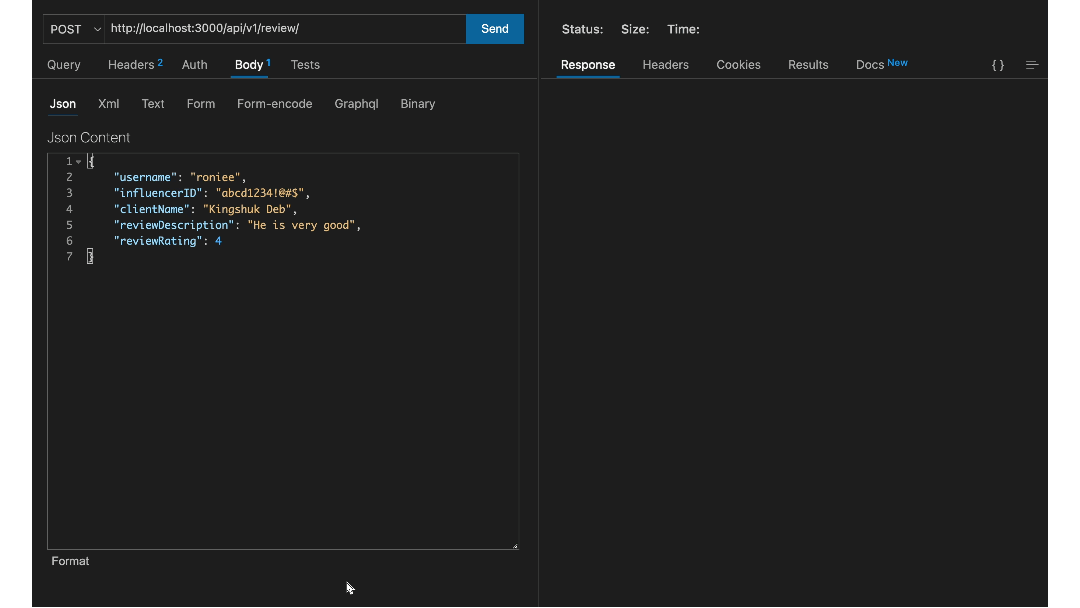 POST http://localhost:3000/api/v1/review/ Send
Query Headers 2 Auth Body 1 Tests
Json Xml Text Form Form-encode Graphql Binary
Json Content
1 {
2 "username": "roniee",
3 "influencerID": "abcd1234!@#$",
4 "clientName": "Kingshuk Deb",
5 "reviewDescription": "He is very good",
6 "reviewRating": 4
7 }
Format
Status: Size: Time:
Response Headers Cookies Results Docs New { }